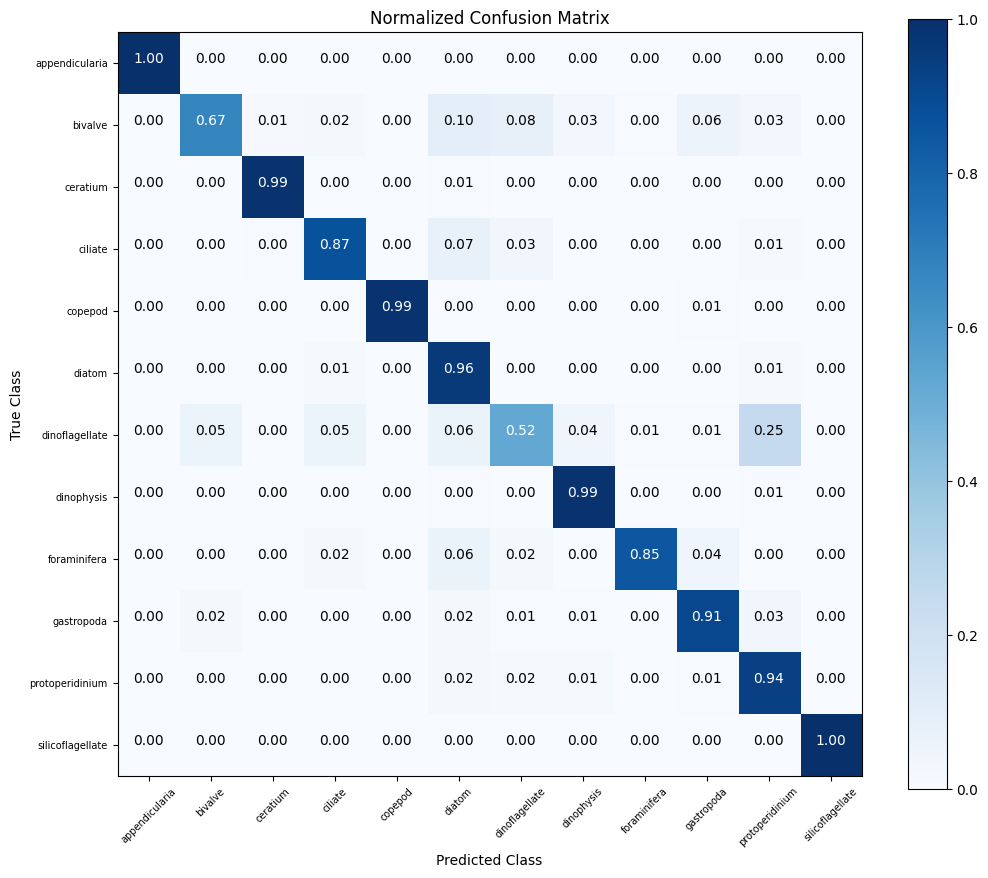 Normalized Confusion Matrix
appendicularia 1.00 0.00 0.00 0.00 0.00 0.00 0.00 0.00 0.00 0.00 0.00 0.00
bivalve 0.00 0.67 0.01 0.02 0.00 0.10 0.08 0.03 0.00 0.06 0.03 0.00
ceratium 0.00 0.00 0.99 0.00 0.00 0.01 0.00 0.00 0.00 0.00 0.00 0.00
ciliate 0.00 0.00 0.00 0.87 0.00 0.07 0.03 0.00 0.00 0.00 0.01 0.00
copepod 0.00 0.00 0.00 0.00 0.99 0.00 0.00 0.00 0.00 0.01 0.00 0.00
diatom 0.00 0.00 0.00 0.01 0.00 0.96 0.00 0.00 0.00 0.00 0.01 0.00
dinoflagellate 0.00 0.05 0.00 0.05 0.00 0.06 0.52 0.04 0.01 0.01 0.25 0.00
dinophysis 0.00 0.00 0.00 0.00 0.00 0.00 0.00 0.99 0.00 0.00 0.01 0.00
foraminifera 0.00 0.00 0.00 0.02 0.00 0.06 0.02 0.00 0.85 0.04 0.00 0.00
gastropoda 0.00 0.02 0.00 0.00 0.00 0.02 0.01 0.01 0.00 0.91 0.03 0.00
protoperidinium 0.00 0.00 0.00 0.00 0.00 0.02 0.02 0.01 0.00 0.01 0.94 0.00
silicoflagellate 0.00 0.00 0.00 0.00 0.00 0.00 0.00 0.00 0.00 0.00 0.00 1.00
True Class
appendicularia bivalve ceratium ciliate copepod diatom dinoflagellate dinophysis foraminifera gastropoda protoperidinium silicoflagellate
Predicted Class
1.0
0.8
0.6
0.4
0.2
0.0